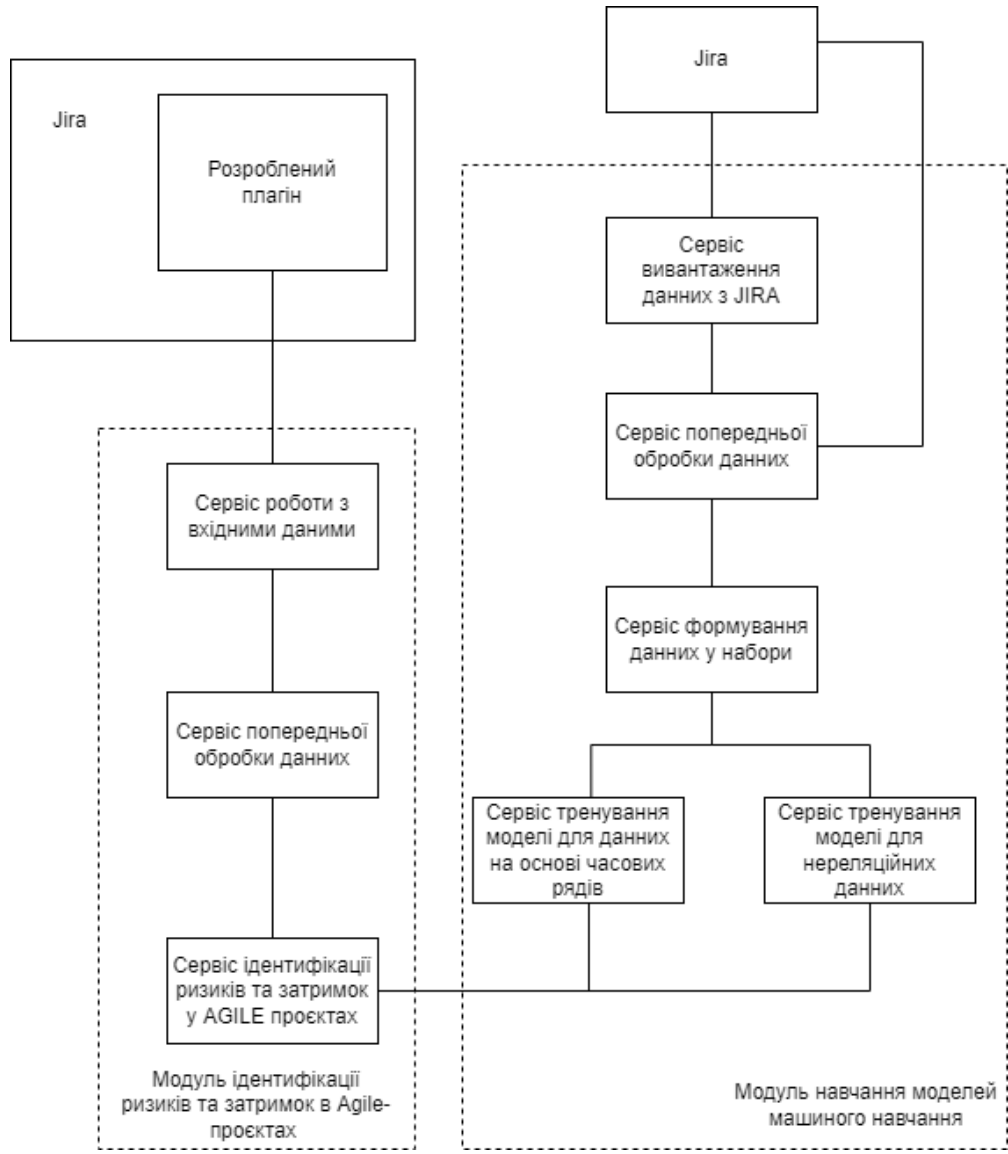 Jira
Розроблений
плагін
Сервіс роботи з
вхідними даними
Сервіс попередньої
обробки данних
Сервіс ідентифікації
ризиків та затримок
у AGILE проєктах
Модуль ідентифікації
ризиків та затримок в Agile-
проєктах
Jira
Сервіс
вивантаження
данних з JIRA
Сервіс попередньої
обробки данних
Сервіс формування
данних у набори
Сервіс тренування
моделі для данних
на основі часових
рядів
Сервіс тренування
моделі для
нереляційних
данних
Модуль навчання моделей
машиного навчання